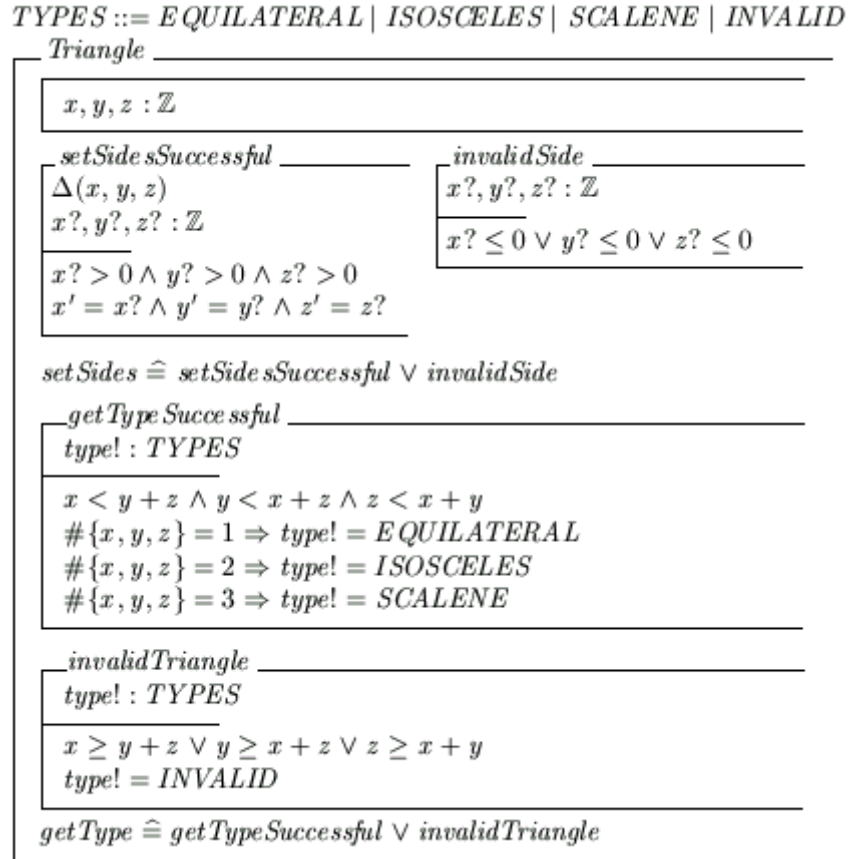 TYPES ::= EQUILATERAL | ISOSCELES | SCALENE | INVALID
Triangle
x, y, z : ℤ
setSidesSuccessful
Δ(x, y, z)
x?, y?, z? : ℤ
x? > 0 ∧ y? > 0 ∧ z? > 0
x′ = x? ∧ y′ = y? ∧ z′ = z?
invalidSide
x?, y?, z? : ℤ
x? ≤ 0 ∨ y? ≤ 0 ∨ z? ≤ 0
setSides ≙ setSidesSuccessful ∨ invalidSide
getTypeSuccessful
type! : TYPES
x < y + z ∧ y < x + z ∧ z < x + y
#{x, y, z} = 1 ⇒ type! = EQUILATERAL
#{x, y, z} = 2 ⇒ type! = ISOSCELES
#{x, y, z} = 3 ⇒ type! = SCALENE
invalidTriangle
type! : TYPES
x ≥ y + z ∨ y ≥ x + z ∨ z ≥ x + y
type! = INVALID
getType ≙ getTypeSuccessful ∨ invalidTriangle